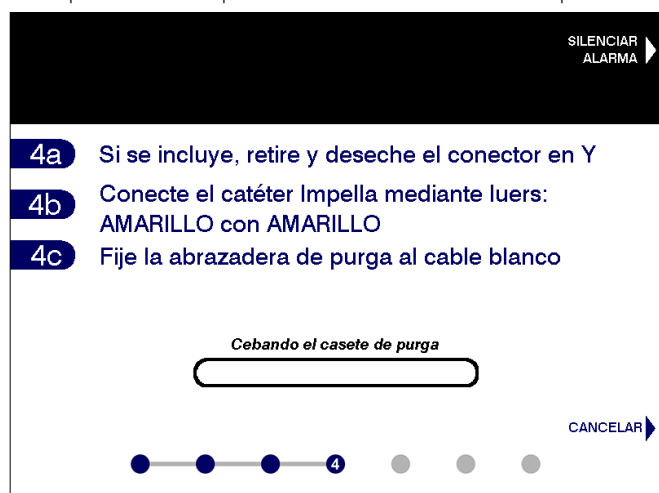 SILENCIAR
ALARMA
4a Si se incluye, retire y deseche el conector en Y
4b Conecte el catéter Impella mediante luers:
AMARILLO con AMARILLO
4c Fije la abrazadera de purga al cable blanco
Cebando el casete de purga
CANCELAR
4